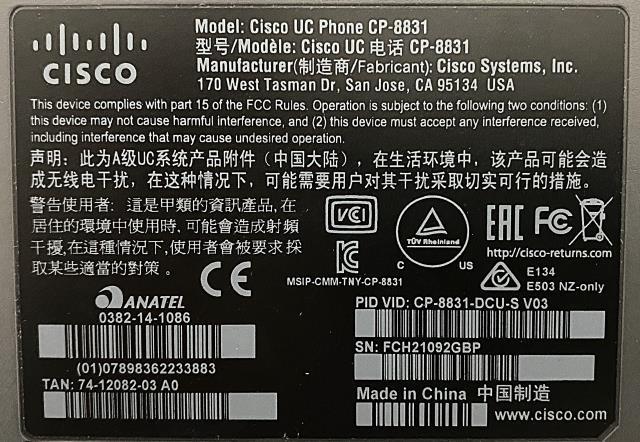 CISCO
Model: Cisco UC Phone CP-8831
型号/Modèle: Cisco UC 电话 CP-8831
Manufacturer(制造商/Fabricant): Cisco Systems, Inc.
170 West Tasman Dr, San Jose, CA 95134 USA
This device complies with part 15 of the FCC Rules. Operation is subject to the following two conditions: (1)
this device may not cause harmful interference, and (2) this device must accept any interference received,
including interference that may cause undesired operation.
声明：此为A级UC系统产品附件（中国大陆），在生活环境中，该产品可能会造
成无线电干扰，在这种情况下，可能需要用户对其干扰采取切实可行的措施。
警告使用者：這是甲類的資訊產品,在
居住的環境中使用時,可能會造成射頻
干擾,在這種情況下,使用者會被要求採
取某些適當的對策。
CE
VCI
KC
MSIP-CMM-TNY-CP-8831
TÜV Rheinland
C US
EAC FC
http://cisco-returns.com
E134
E503 NZ-only
ANATEL
0382-14-1086
(01)07898362233883
TAN: 74-12082-03 A0
PID VID: CP-8831-DCU-S V03
SN: FCH21092GBP
Made in China 中国制造
www.cisco.com